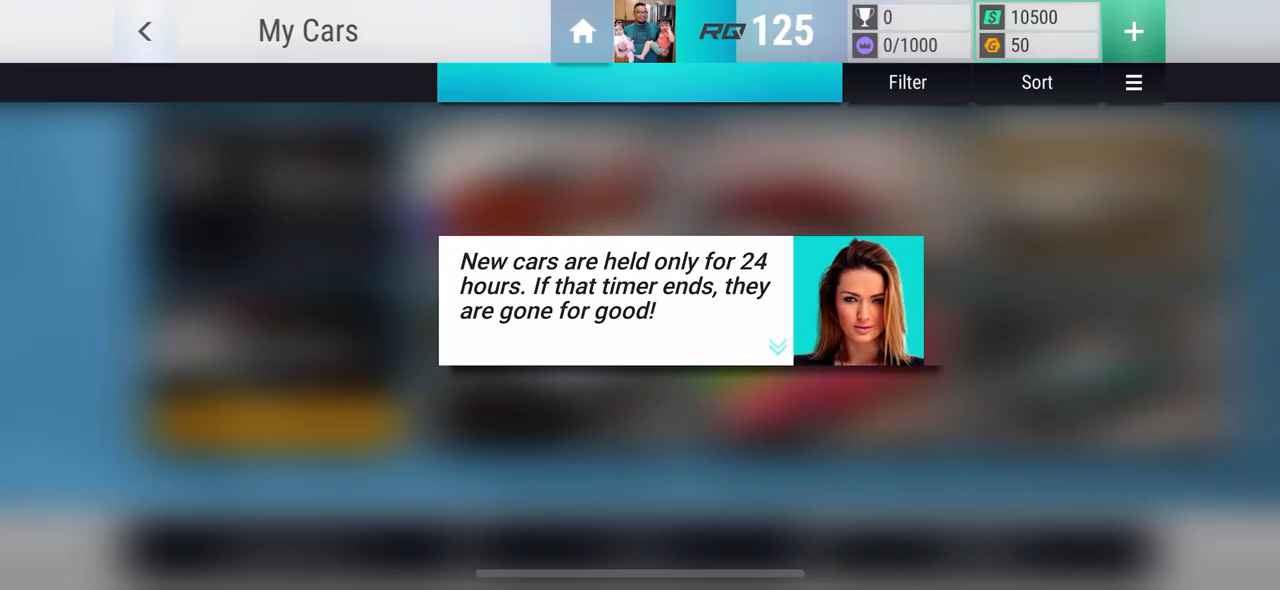 My Cars
RQ 125
0
0/1000
10500
50
Filter
Sort
New cars are held only for 24
hours. If that timer ends, they
are gone for good!